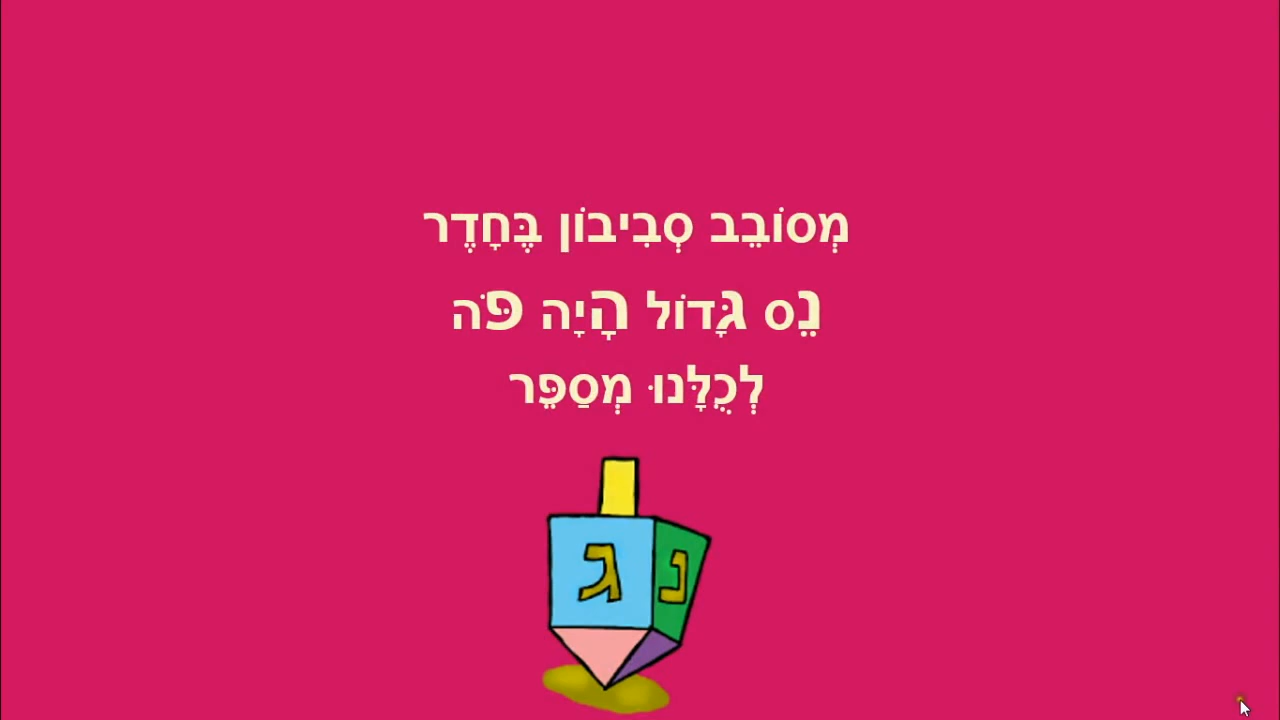 מְסוֹבֵב סְבִיבוֹן בְּחֶדֶר
נֵס גָּדוֹל הָיָה פֹּה
לְכֻלָּנוּ מְסַפֵּר
ג נ